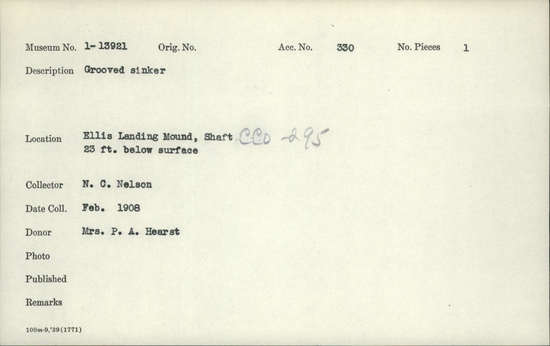 Museum No. 1-13921 Orig. No. Acc. No. 330 No. Pieces 1
Description Grooved sinker
Location Ellis Landing Mound, Shaft CCo-295
23 ft. below surface
Collector N. C. Nelson
Date Coll. Feb. 1908
Donor Mrs. P. A. Hearst
Photo
Published
Remarks
100m-9,'39(1771)